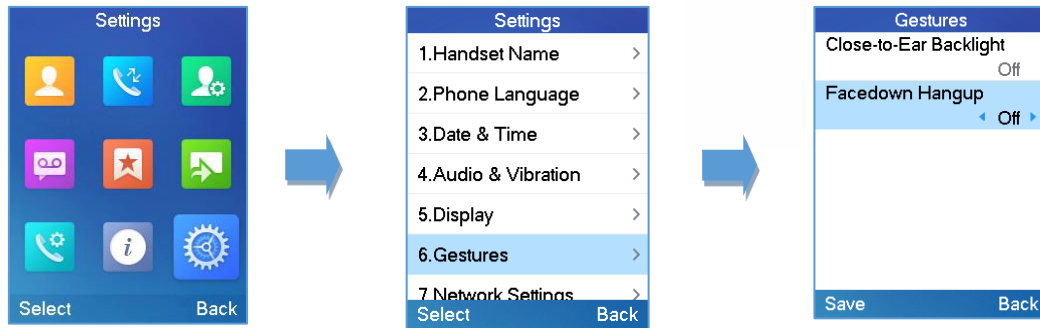 Settings
Select Back
Settings
1.Handset Name
2.Phone Language
3.Date & Time
4.Audio & Vibration
5.Display
6.Gestures
7.Network Settings
Select Back
Gestures
Close-to-Ear Backlight
Off
Facedown Hangup
Off
Save Back